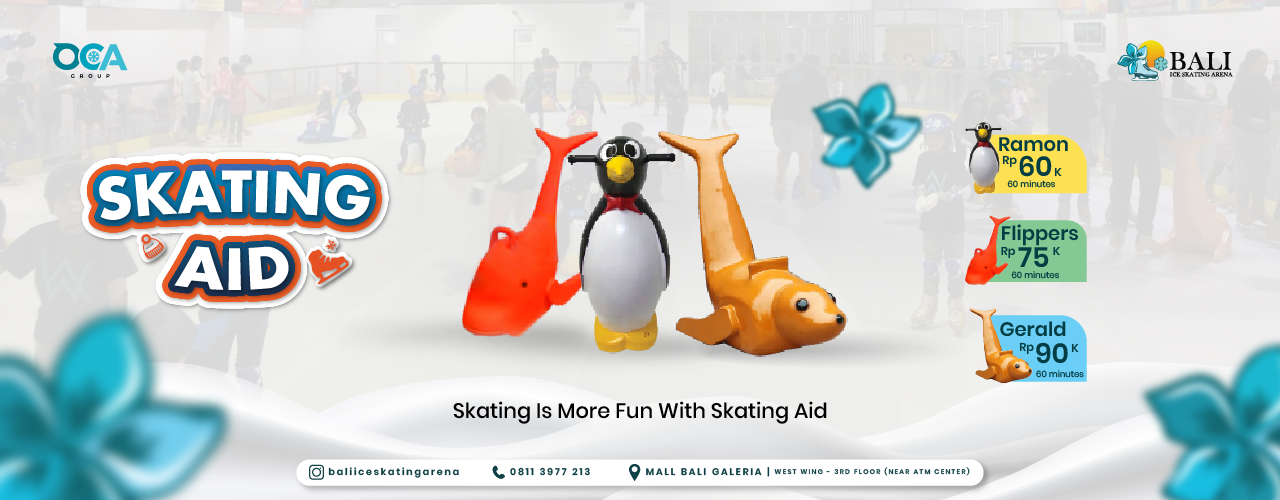 OCA
GROUP
BALI
ICE SKATING ARENA
SKATING
AID
Ramon
Rp 60 K
60 minutes
Flippers
Rp 75 K
60 minutes
Gerald
Rp 90 K
60 minutes
Skating Is More Fun With Skating Aid
baliiceskatingarena
0811 3977 213
MALL BALI GALERIA | WEST WING - 3RD FLOOR (NEAR ATM CENTER)